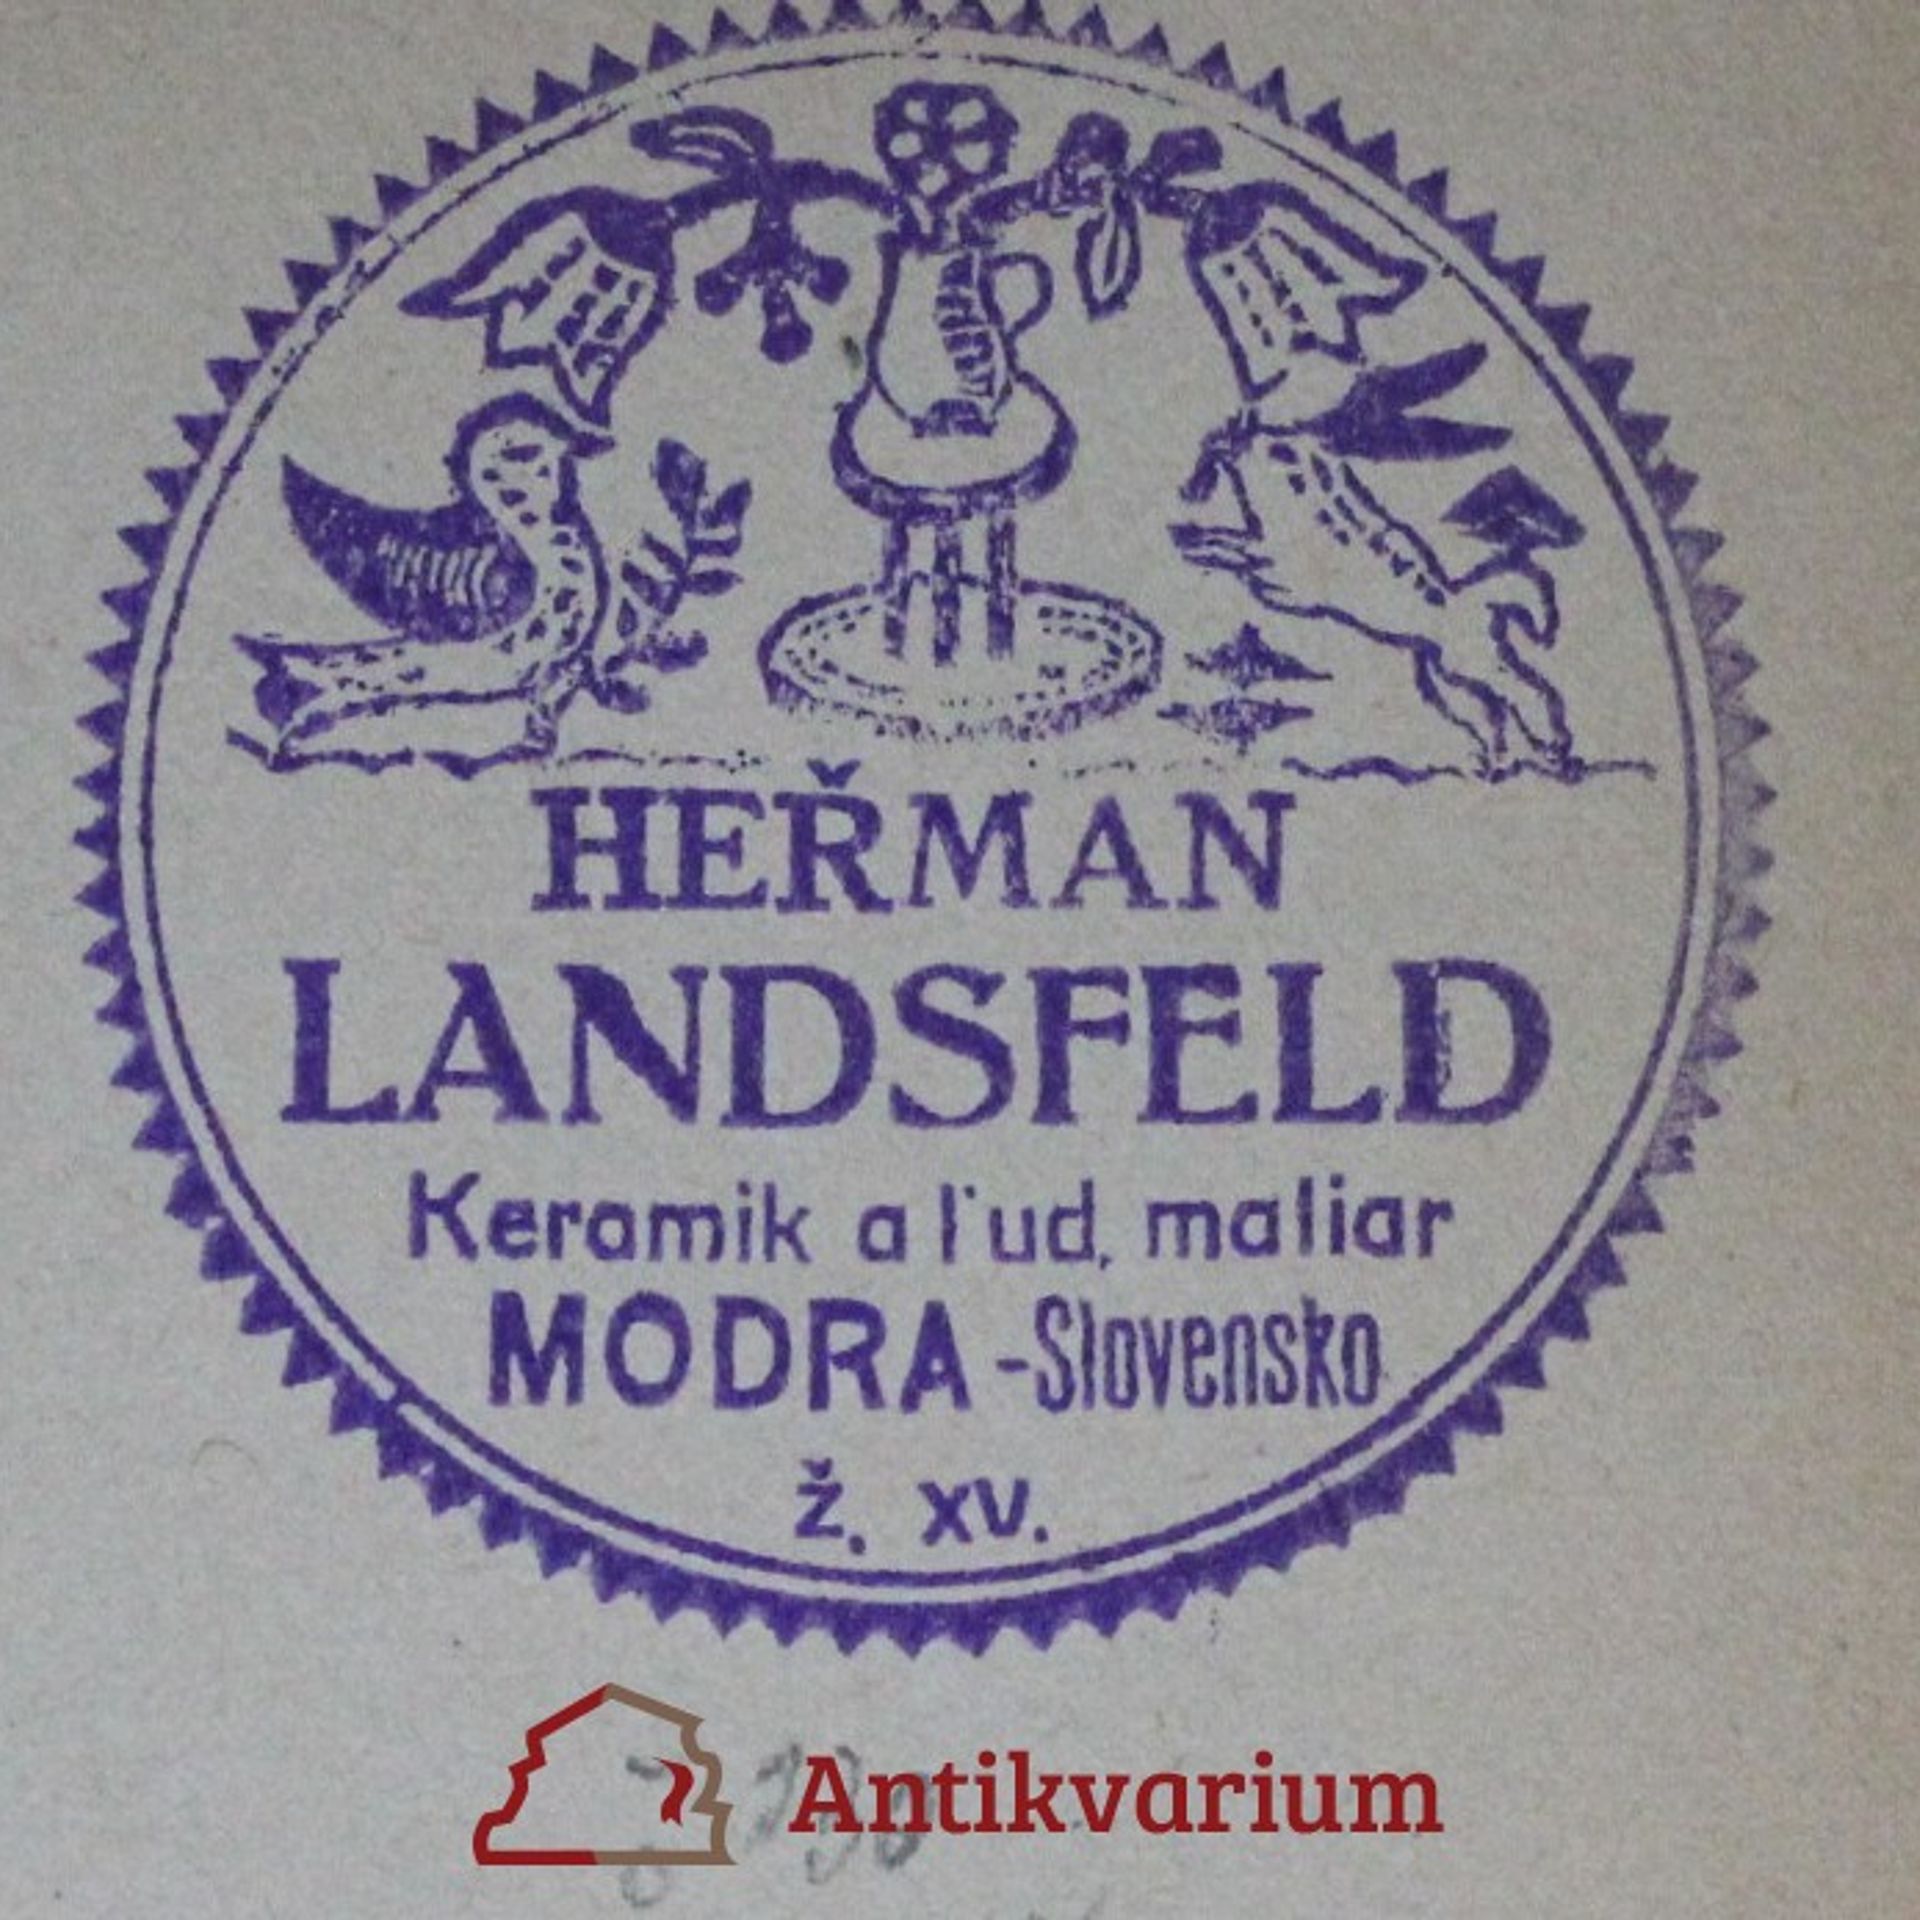 HEŘMAN
LANDSFELD
Keramik a ľud. maliar
MODRA-Slovensko
ž. XV.
Antikvarium